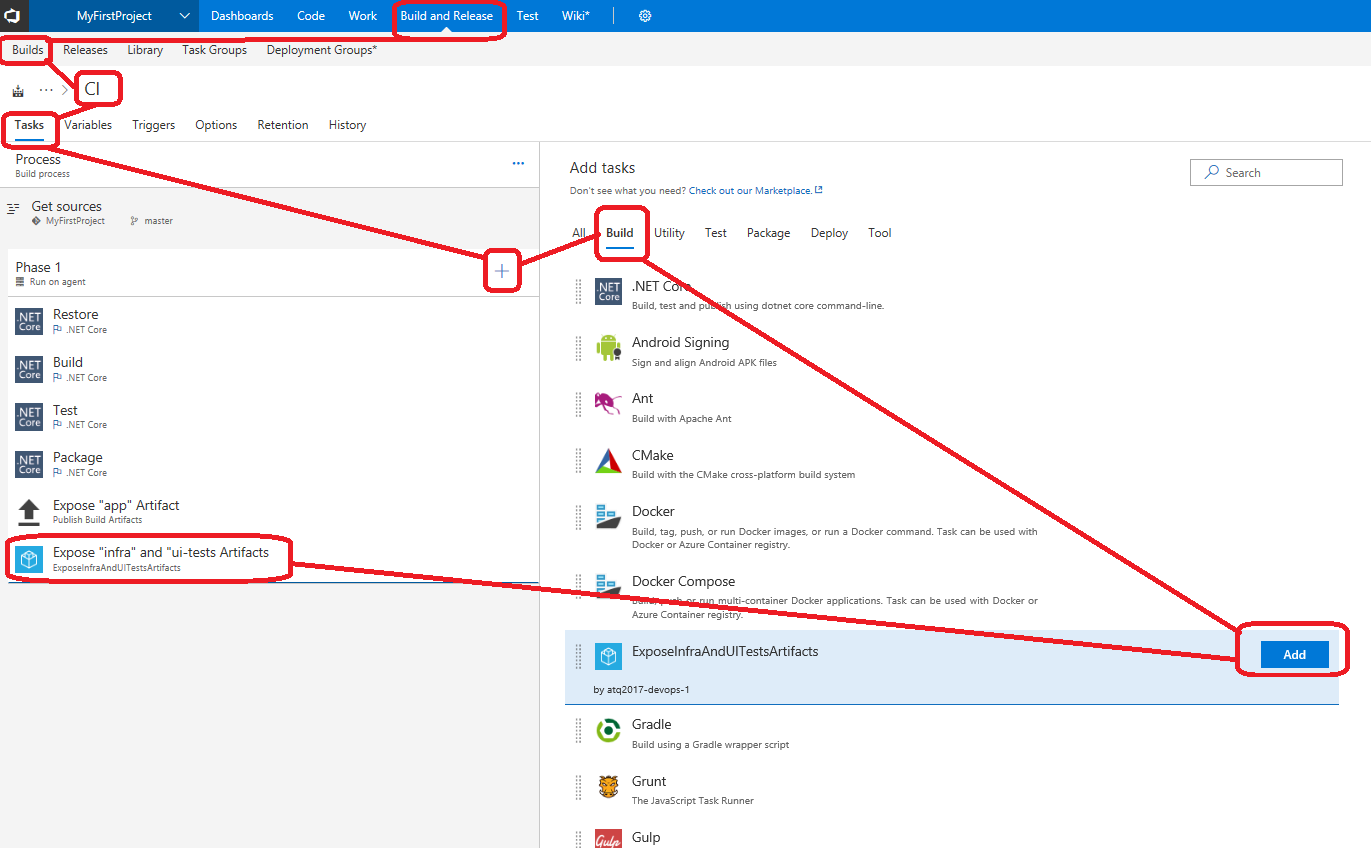 MyFirstProject Dashboards Code Work Build and Release Test Wiki*
Builds Releases Library Task Groups Deployment Groups*
... > CI
Tasks Variables Triggers Options Retention History
Process
Build process
...
Get sources
MyFirstProject master
Phase 1
Run on agent
+
.NET Core
Restore
.NET Core
.NET Core
Build
.NET Core
.NET Core
Test
.NET Core
.NET Core
Package
.NET Core
Expose "app" Artifact
Publish Build Artifacts
Expose "infra" and "ui-tests Artifacts
ExposeInfraAndUITestsArtifacts
Add tasks
Search
Don't see what you need? Check out our Marketplace.
All Build Utility Test Package Deploy Tool
.NET Core
.NET Core
Build, test and publish using dotnet core command-line.
Android Signing
Sign and align Android APK files
Ant
Build with Apache Ant
CMake
Build with the CMake cross-platform build system
Docker
Build, tag, push, or run Docker images, or run a Docker command. Task can be used with
Docker or Azure Container registry.
Docker Compose
Build, push or run multi-container Docker applications. Task can be used with Docker or
Azure Container registry.
ExposeInfraAndUITestsArtifacts
Add
by atq2017-devops-1
Gradle
Build using a Gradle wrapper script
Grunt
The JavaScript Task Runner
Gulp
Gulp